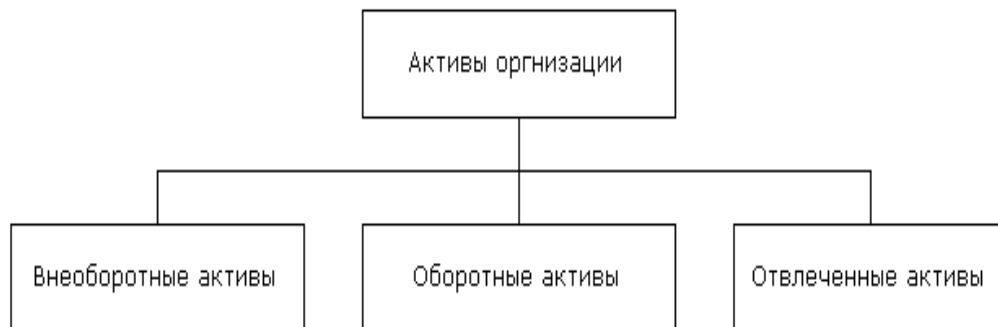 Активы оргнизации
Внеоборотные активы
Оборотные активы
Отвлеченные активы